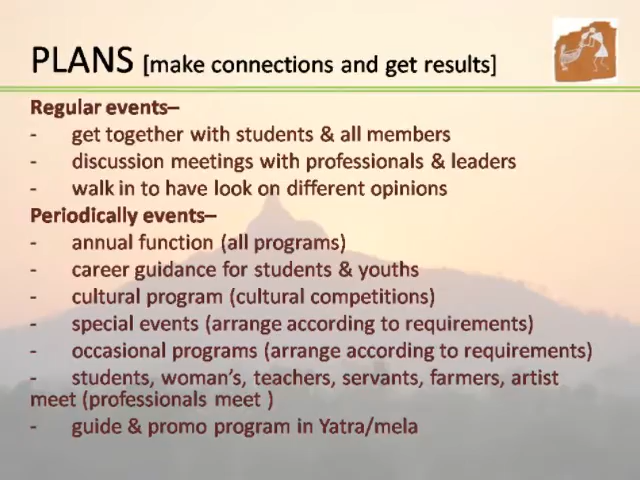 PLANS [make connections and get results]
Regular events–
- get together with students & all members
- discussion meetings with professionals & leaders
- walk in to have look on different opinions
Periodically events–
- annual function (all programs)
- career guidance for students & youths
- cultural program (cultural competitions)
- special events (arrange according to requirements)
- occasional programs (arrange according to requirements)
- students, woman's, teachers, servants, farmers, artist
meet (professionals meet )
- guide & promo program in Yatra/mela